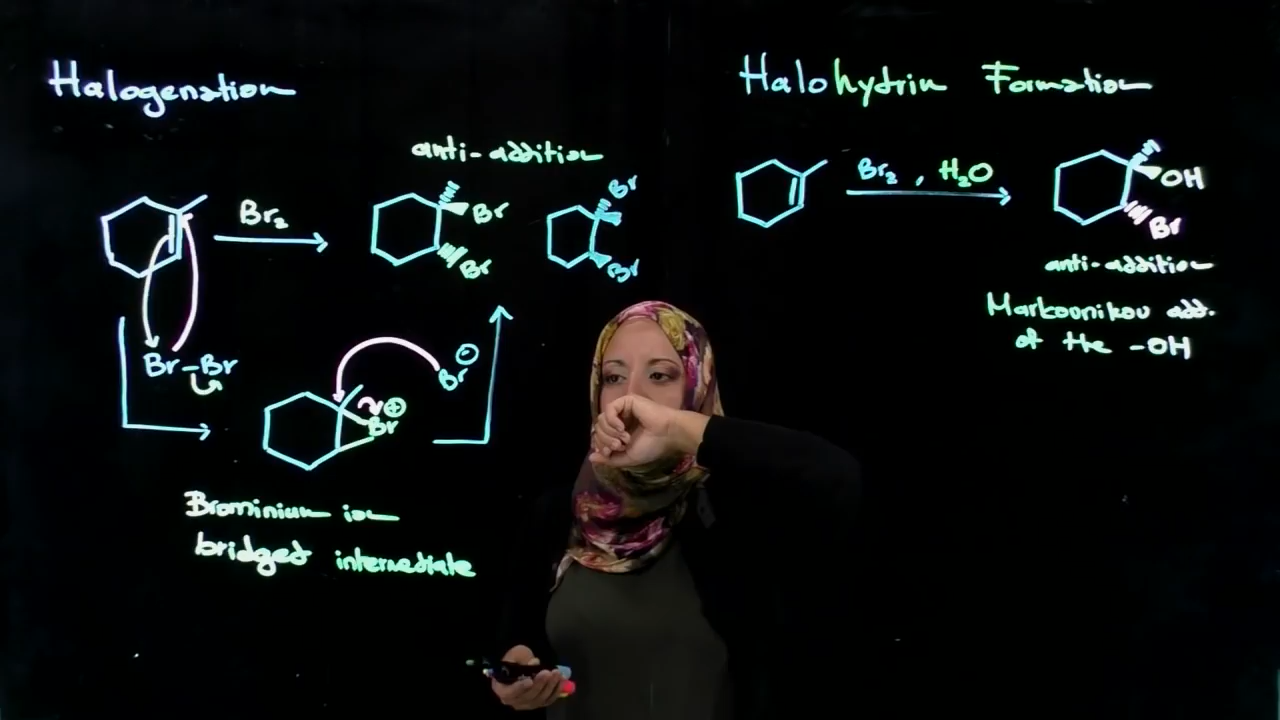 Halogenation
anti-addition
Br₂
Br
Br
Br
Br
Br-Br
Br⊖
⊕
Br
Brominium ion
bridged intermediate
Halohydrin Formation
Br₂, H₂O
OH
Br
anti-addition
Markovnikov add.
of the -OH